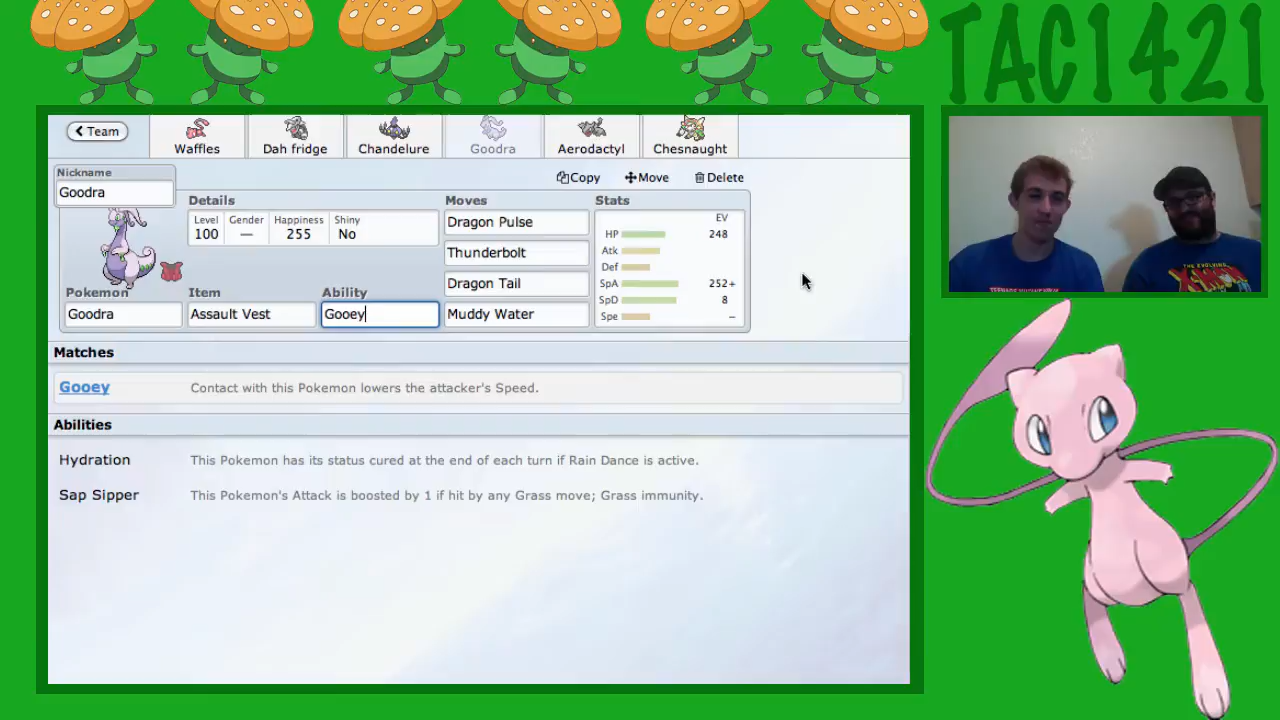 TAC1421
Team
Waffles
Dah fridge
Chandelure
Goodra
Aerodactyl
Chesnaught
Nickname
Goodra
Copy
Move
Delete
Details
Level Gender Happiness Shiny
100 — 255 No
Moves
Dragon Pulse
Thunderbolt
Dragon Tail
Muddy Water
Stats
EV
HP 248
Atk
Def
SpA 252+
SpD 8
Spe –
Pokemon Item Ability
Goodra Assault Vest Gooey
Matches
Gooey Contact with this Pokemon lowers the attacker's Speed.
Abilities
Hydration This Pokemon has its status cured at the end of each turn if Rain Dance is active.
Sap Sipper This Pokemon's Attack is boosted by 1 if hit by any Grass move; Grass immunity.
THE EVOLVING
X-MEN